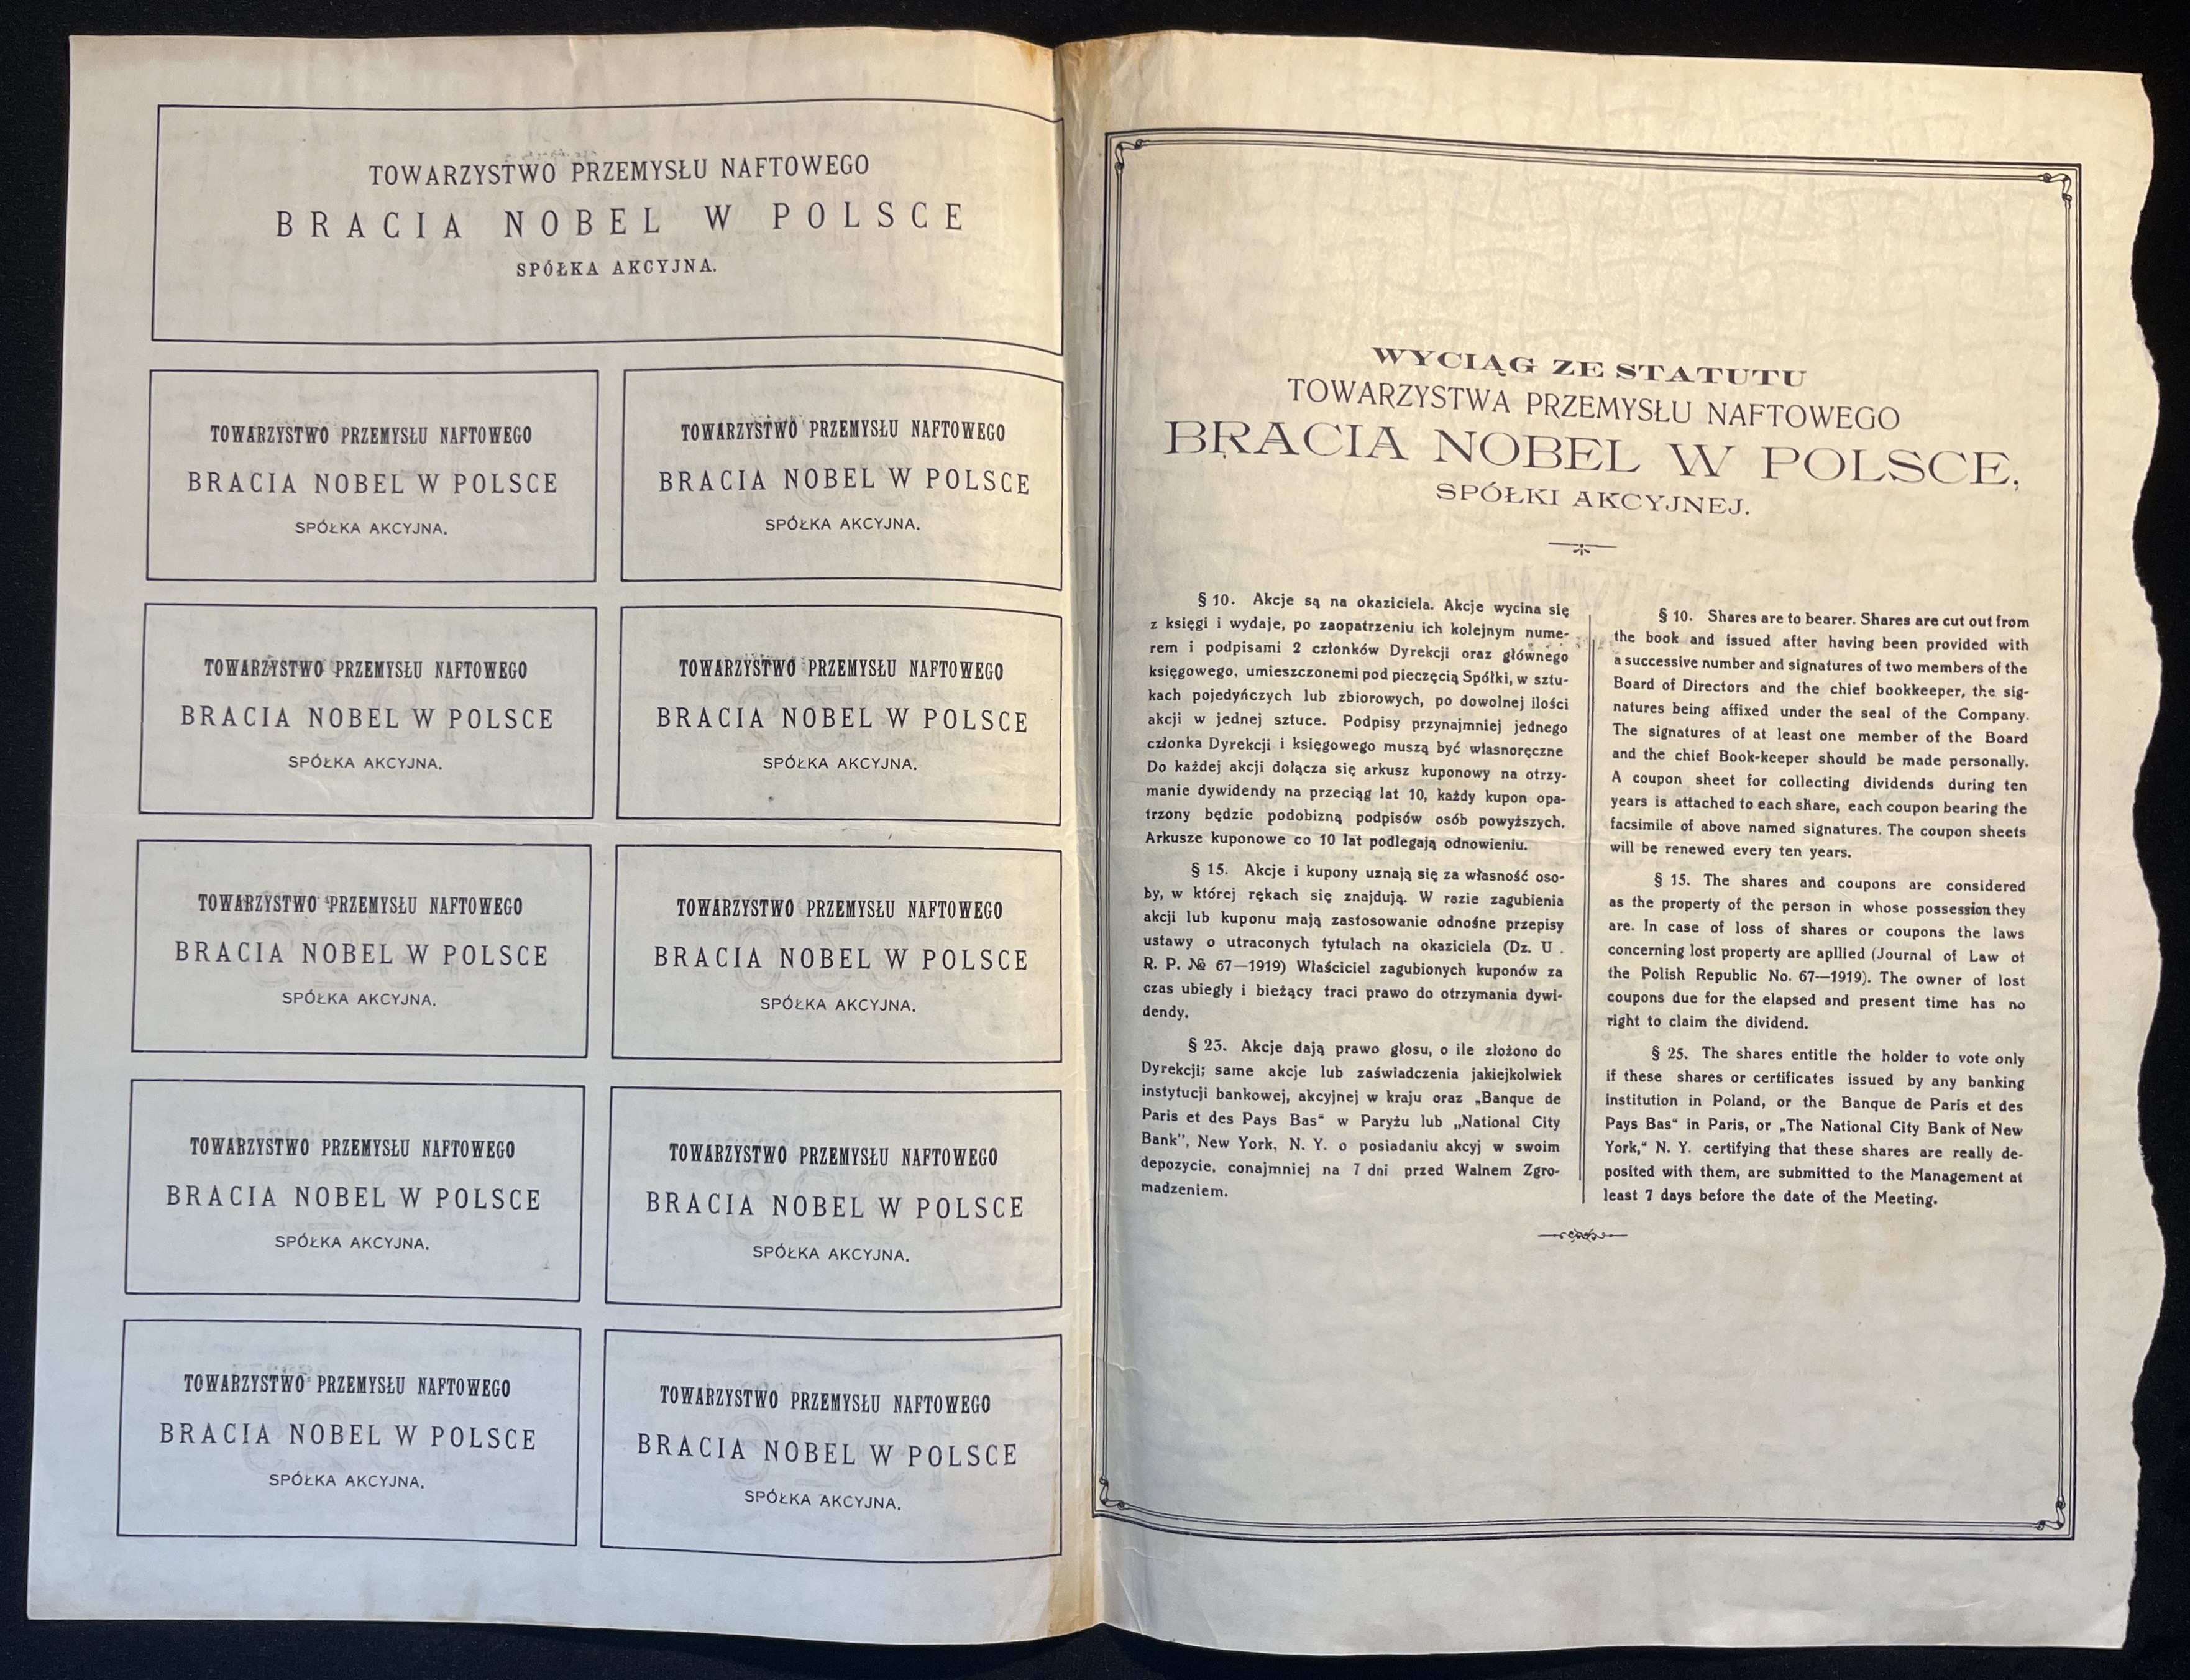 TOWARZYSTWO PRZEMYSŁU NAFTOWEGO
BRACIA NOBEL W POLSCE
SPÓŁKA AKCYJNA.
TOWARZYSTWO PRZEMYSŁU NAFTOWEGO
BRACIA NOBEL W POLSCE
SPÓŁKA AKCYJNA.
TOWARZYSTWO PRZEMYSŁU NAFTOWEGO
BRACIA NOBEL W POLSCE
SPÓŁKA AKCYJNA.
TOWARZYSTWO PRZEMYSŁU NAFTOWEGO
BRACIA NOBEL W POLSCE
SPÓŁKA AKCYJNA.
TOWARZYSTWO PRZEMYSŁU NAFTOWEGO
BRACIA NOBEL W POLSCE
SPÓŁKA AKCYJNA.
TOWARZYSTWO PRZEMYSŁU NAFTOWEGO
BRACIA NOBEL W POLSCE
SPÓŁKA AKCYJNA.
TOWARZYSTWO PRZEMYSŁU NAFTOWEGO
BRACIA NOBEL W POLSCE
SPÓŁKA AKCYJNA.
TOWARZYSTWO PRZEMYSŁU NAFTOWEGO
BRACIA NOBEL W POLSCE
SPÓŁKA AKCYJNA.
TOWARZYSTWO PRZEMYSŁU NAFTOWEGO
BRACIA NOBEL W POLSCE
SPÓŁKA AKCYJNA.
TOWARZYSTWO PRZEMYSŁU NAFTOWEGO
BRACIA NOBEL W POLSCE
SPÓŁKA AKCYJNA.
TOWARZYSTWO PRZEMYSŁU NAFTOWEGO
BRACIA NOBEL W POLSCE
SPÓŁKA AKCYJNA.
WYCIĄG ZE STATUTU
TOWARZYSTWA PRZEMYSŁU NAFTOWEGO
BRACIA NOBEL W POLSCE,
SPÓŁKI AKCYJNEJ.
§ 10. Akcje są na okaziciela. Akcje wycina się
z księgi i wydaje, po zaopatrzeniu ich kolejnym nume-
rem i podpisami 2 członków Dyrekcji oraz głównego
księgowego, umieszczonemi pod pieczęcią Spółki, w sztu-
kach pojedyńczych lub zbiorowych, po dowolnej ilości
akcji w jednej sztuce. Podpisy przynajmniej jednego
członka Dyrekcji i księgowego muszą być własnoręczne
Do każdej akcji dołącza się arkusz kuponowy na otrzy-
manie dywidendy na przeciąg lat 10, każdy kupon opa-
trzony będzie podobizną podpisów osób powyższych.
Arkusze kuponowe co 10 lat podlegają odnowieniu.
§ 15. Akcje i kupony uznają się za własność oso-
by, w której rękach się znajdują. W razie zagubienia
akcji lub kuponu mają zastosowanie odnośne przepisy
ustawy o utraconych tytułach na okaziciela (Dz. U .
R. P. № 67—1919) Właściciel zagubionych kuponów za
czas ubiegły i bieżący traci prawo do otrzymania dywi-
dendy.
§ 23. Akcje dają prawo głosu, o ile złożono do
Dyrekcji; same akcje lub zaświadczenia jakiejkolwiek
instytucji bankowej, akcyjnej w kraju oraz „Banque de
Paris et des Pays Bas“ w Paryżu lub „National City
Bank”, New York, N. Y. o posiadaniu akcyj w swoim
depozycie, conajmniej na 7 dni przed Walnem Zgro-
madzeniem.
§ 10. Shares are to bearer. Shares are cut out from
the book and issued after having been provided with
a successive number and signatures of two members of the
Board of Directors and the chief bookkeeper, the sig-
natures being affixed under the seal of the Company.
The signatures of at least one member of the Board
and the chief Book-keeper should be made personally.
A coupon sheet for collecting dividends during ten
years is attached to each share, each coupon bearing the
facsimile of above named signatures. The coupon sheets
will be renewed every ten years.
§ 15. The shares and coupons are considered
as the property of the person in whose possession they
are. In case of loss of shares or coupons the laws
concerning lost property are apllied (Journal of Law of
the Polish Republic No. 67—1919). The owner of lost
coupons due for the elapsed and present time has no
right to claim the dividend.
§ 25. The shares entitle the holder to vote only
if these shares or certificates issued by any banking
institution in Poland, or the Banque de Paris et des
Pays Bas“ in Paris, or „The National City Bank of New
York,“ N. Y. certifying that these shares are really de-
posited with them, are submitted to the Management at
least 7 days before the date of the Meeting.